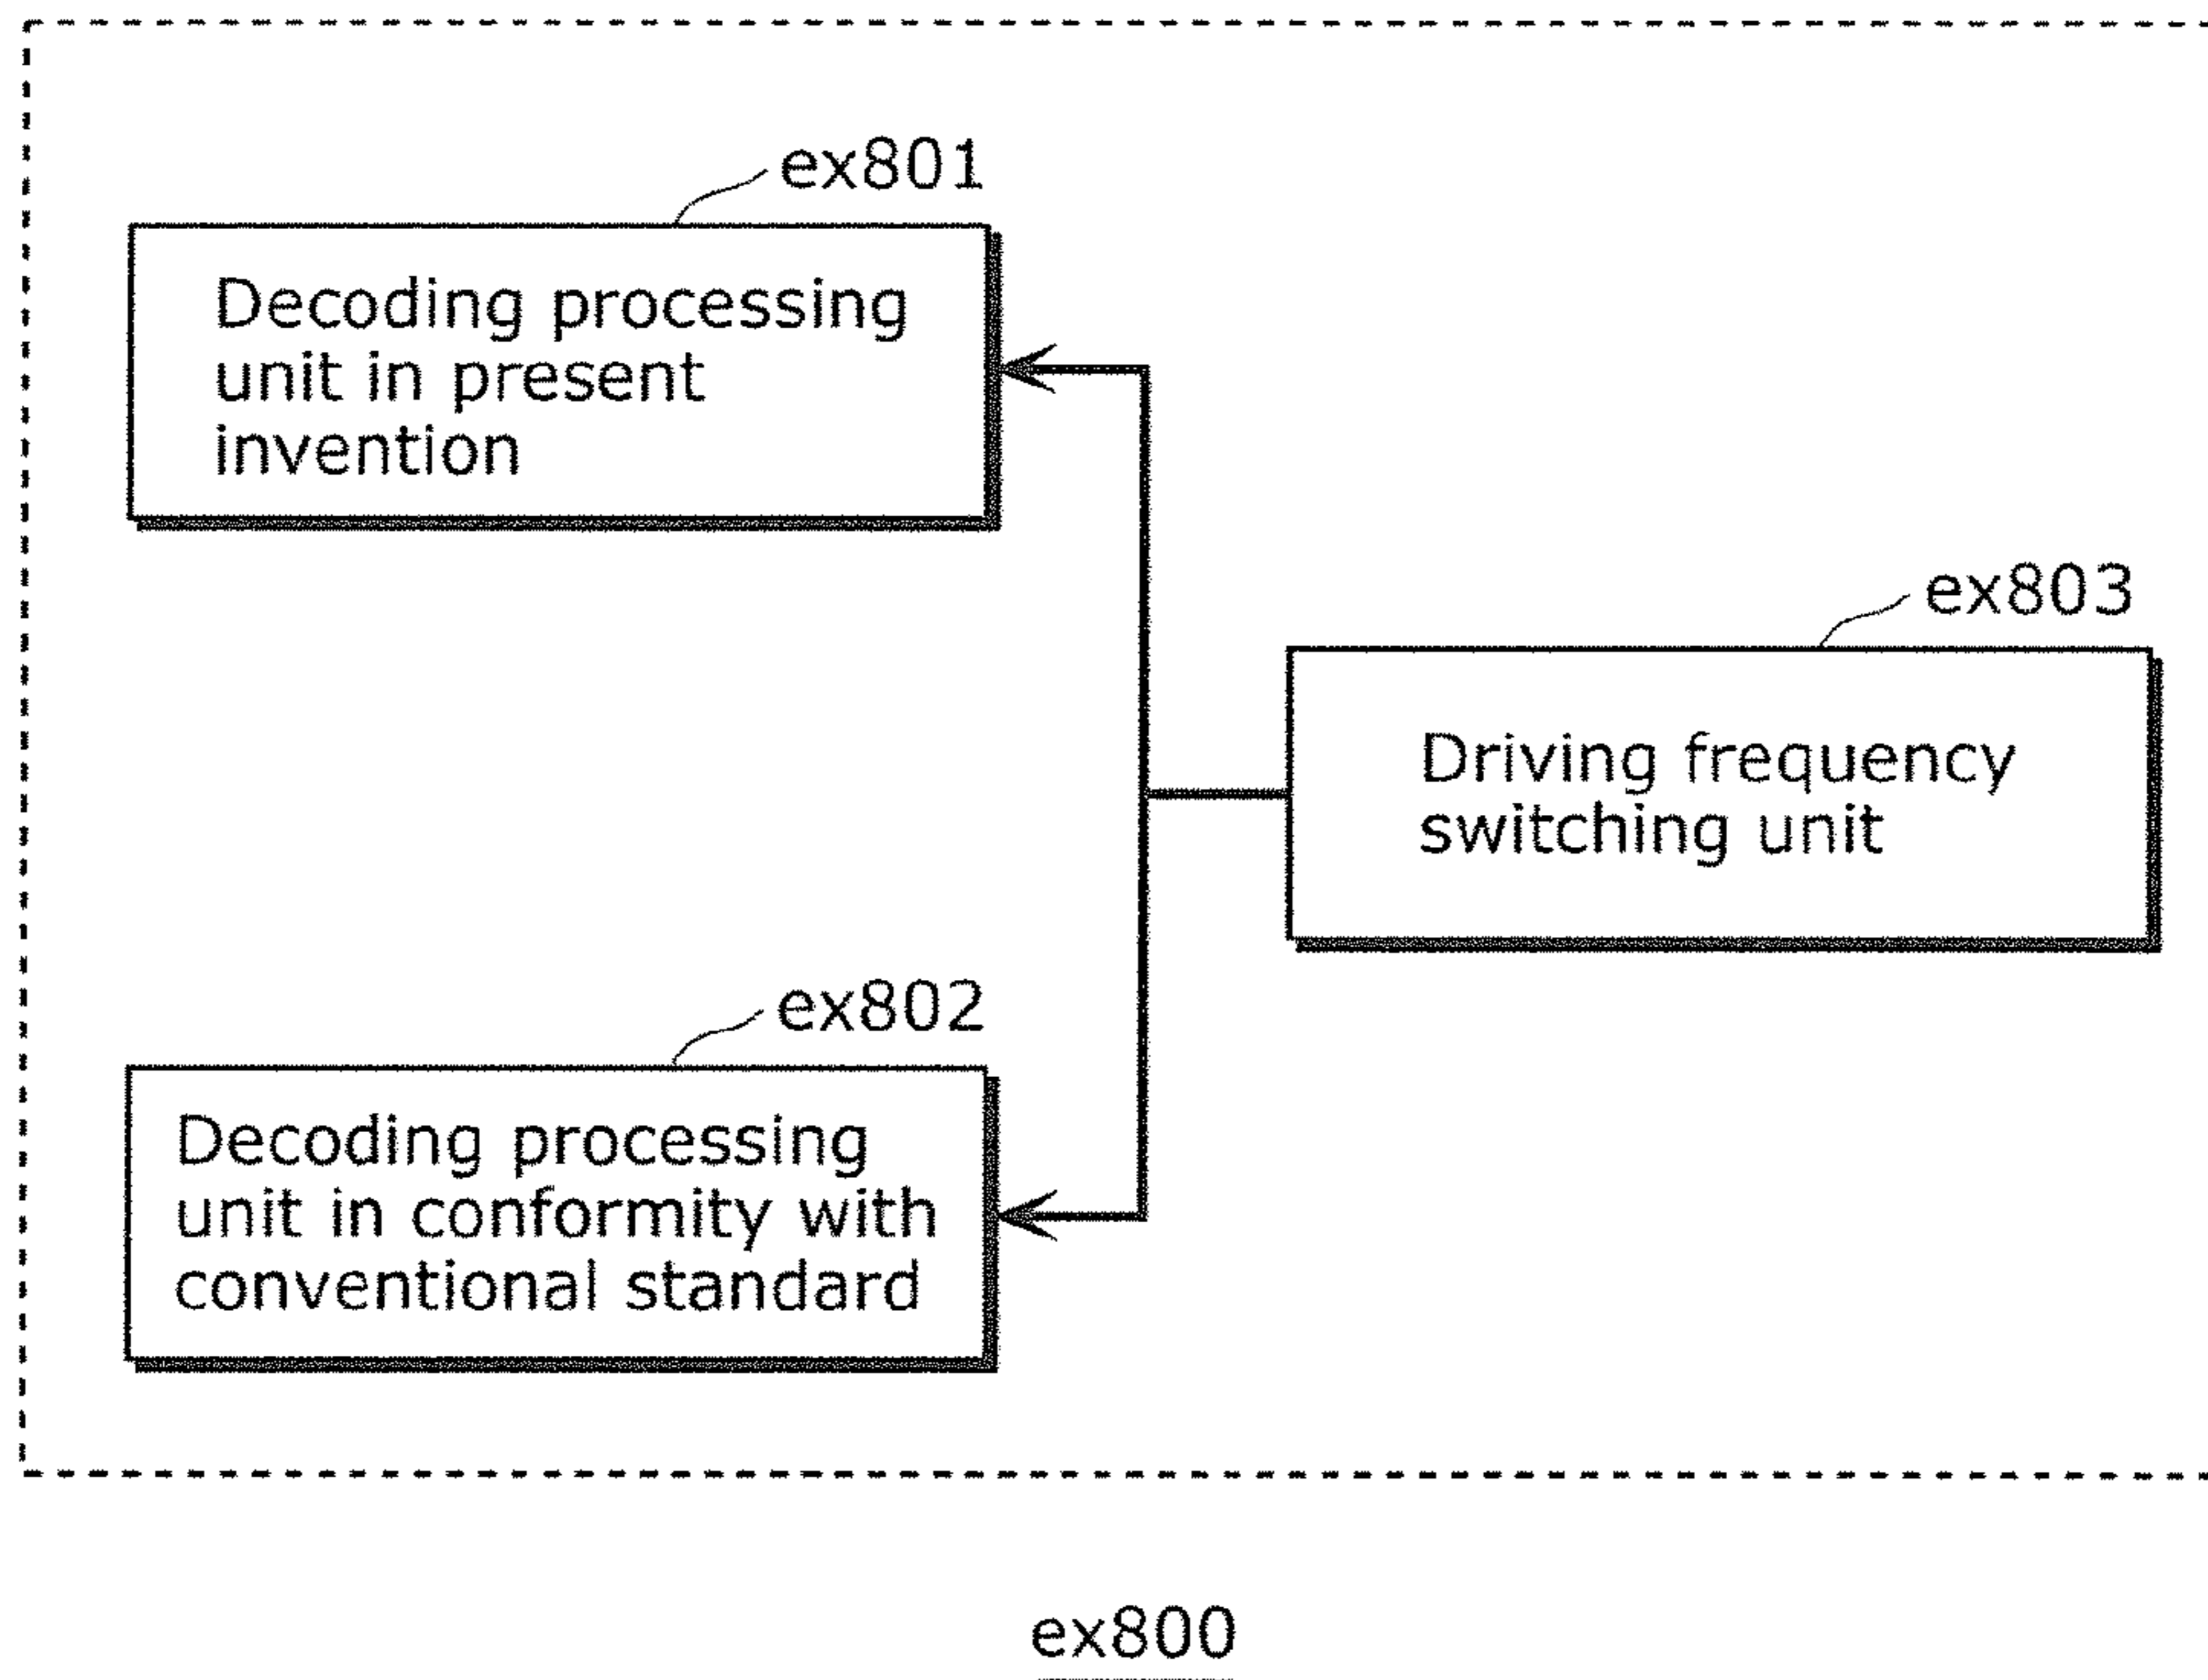 ex801
Decoding processing
unit in present
invention
ex803
Driving frequency
switching unit
ex802
Decoding processing
unit in conformity with
conventional standard
ex800